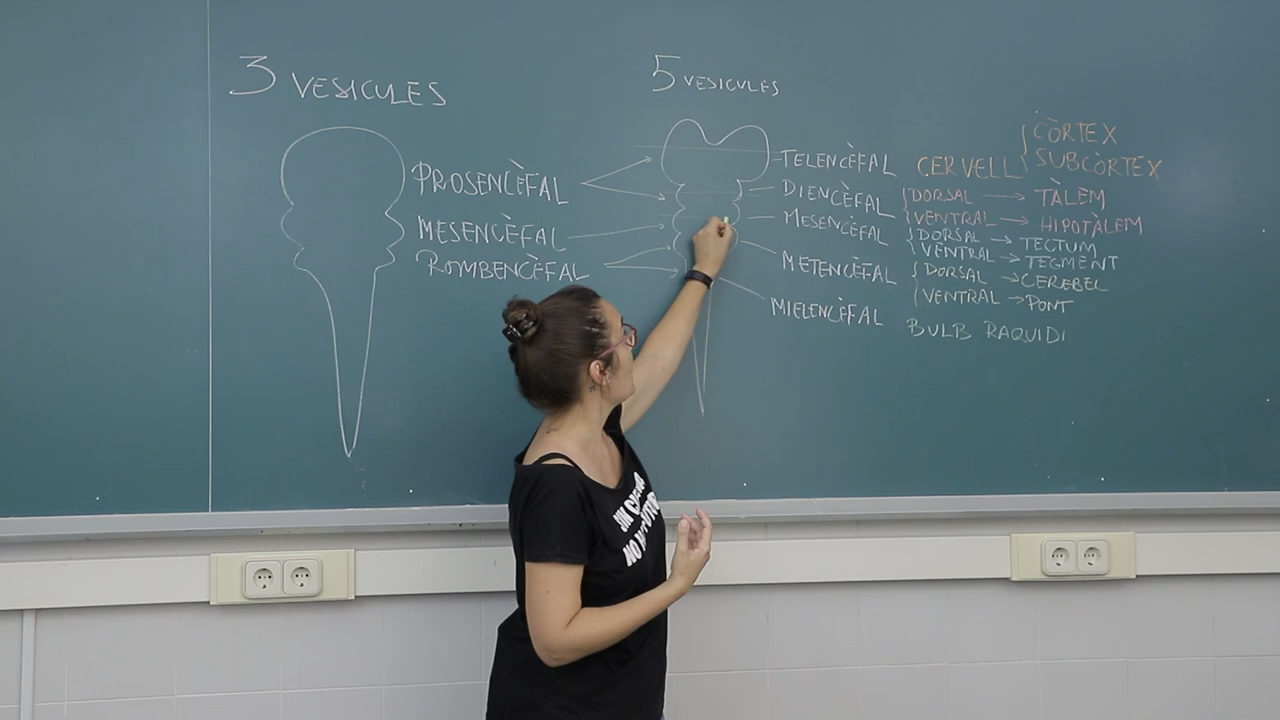 3 VESICULES
PROSENCÈFAL
MESENCÈFAL
ROMBENCÈFAL
5 VESICULES
TELENCÈFAL CERVELL CÒRTEX
SUBCÒRTEX
DIENCÈFAL DORSAL → TÀLEM
VENTRAL → HIPOTÀLEM
MESENCÈFAL DORSAL → TECTUM
VENTRAL → TEGMENT
METENCÈFAL DORSAL → CEREBEL
VENTRAL → PONT
MIELENCÈFAL BULB RAQUIDI